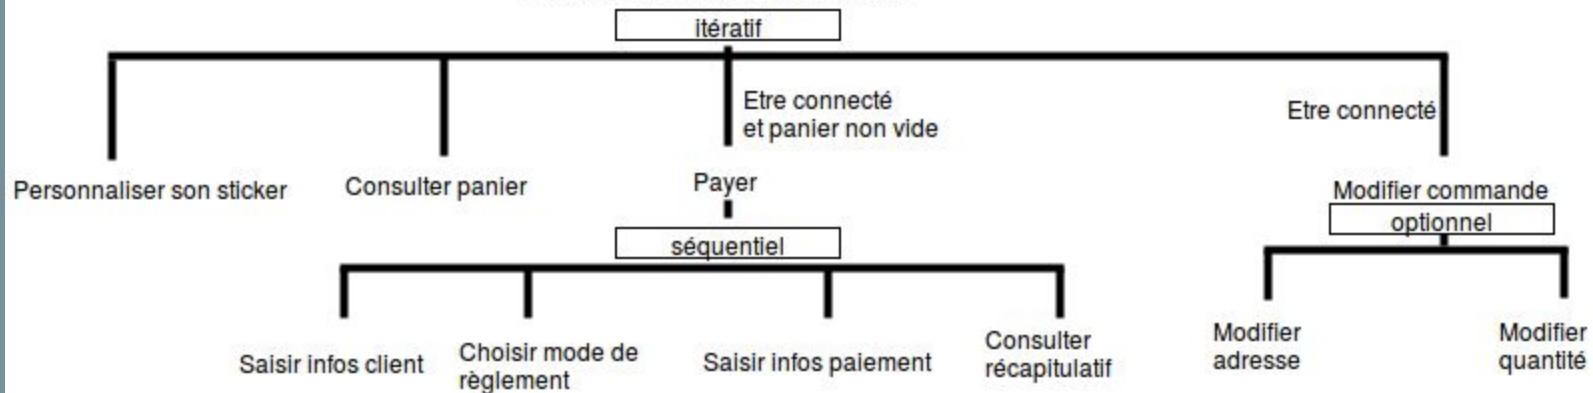 itératif
Etre connecté
et panier non vide
Etre connecté
Personnaliser son sticker
Consulter panier
Payer
Modifier commande
optionnel
séquentiel
Saisir infos client
Choisir mode de
règlement
Saisir infos paiement
Consulter
récapitulatif
Modifier
adresse
Modifier
quantité